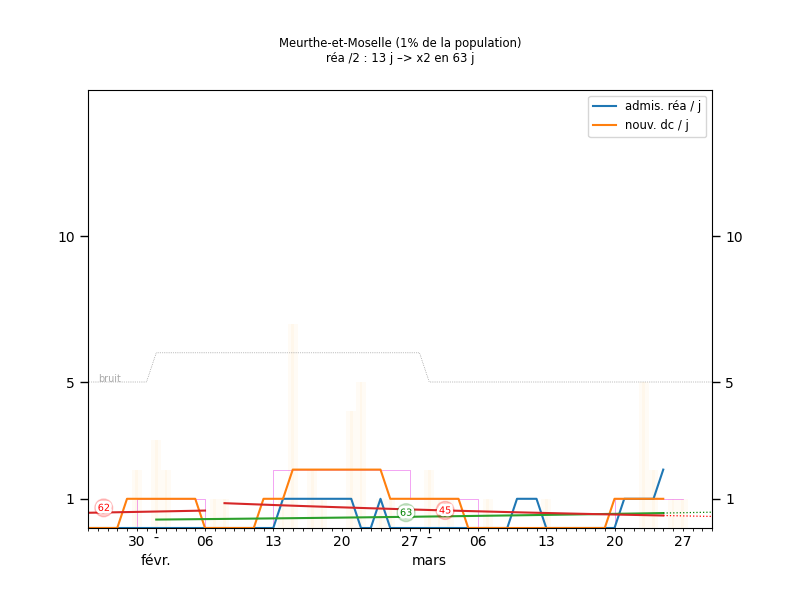 Meurthe-et-Moselle (1% de la population)
réa /2 : 13 j –> x2 en 63 j
admis. réa / j
nouv. dc / j
10 10
bruit
5 5
62 63 45
1 1
30 - 06 13 20 27 - 06 13 20 27
févr. mars